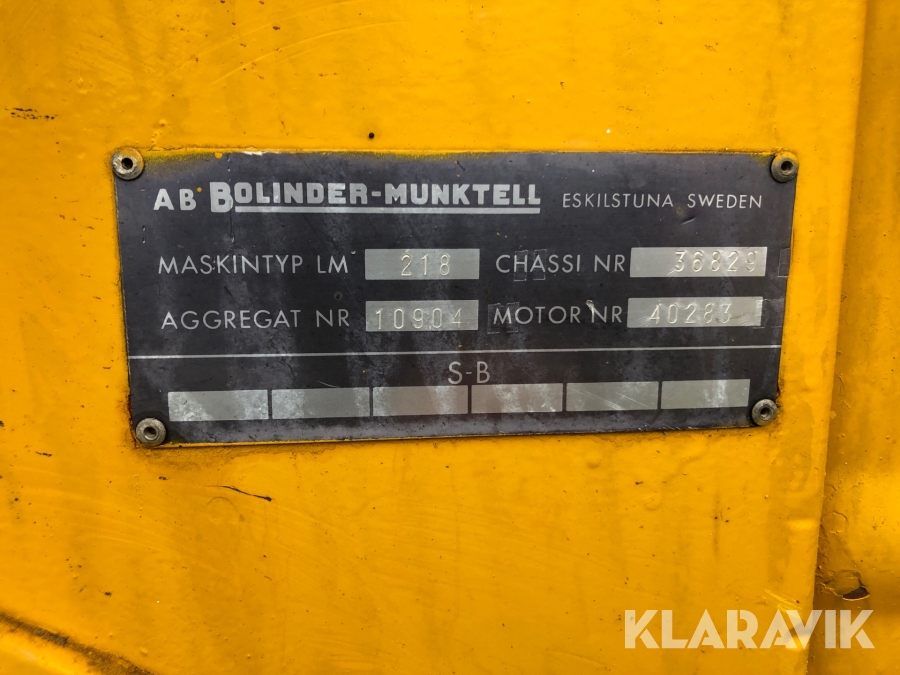 AB BOLINDER-MUNKTELL ESKILSTUNA SWEDEN
MASKINTYP LM 218 CHASSI NR 36829
AGGREGAT NR 10904 MOTOR NR 40283
S-B
KLARAVIK